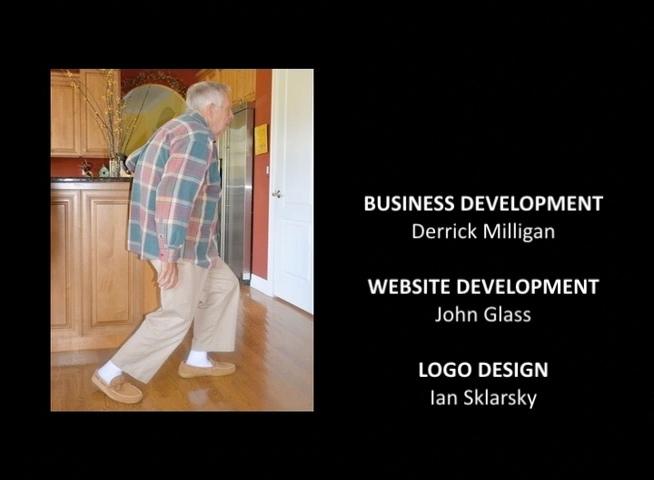 BUSINESS DEVELOPMENT
Derrick Milligan
WEBSITE DEVELOPMENT
John Glass
LOGO DESIGN
Ian Sklarsky